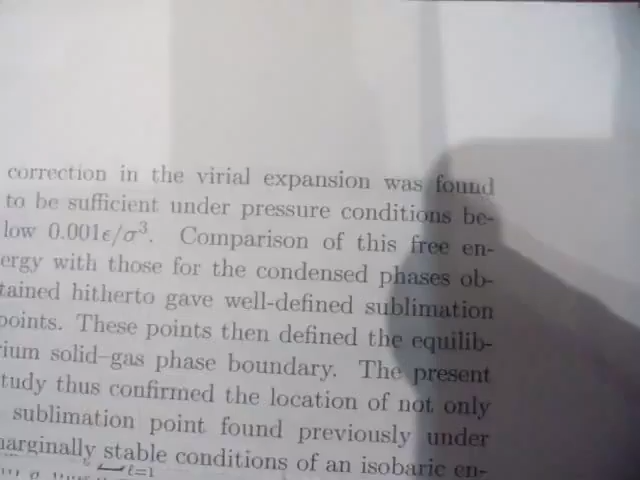 correction in the virial expansion was found
to be sufficient under pressure conditions be-
low 0.001ϵ/σ³. Comparison of this free en-
ergy with those for the condensed phases ob-
tained hitherto gave well-defined sublimation
points. These points then defined the equilib-
rium solid–gas phase boundary. The present
study thus confirmed the location of not only
sublimation point found previously under
marginally stable conditions of an isobaric en-
ℓ=1